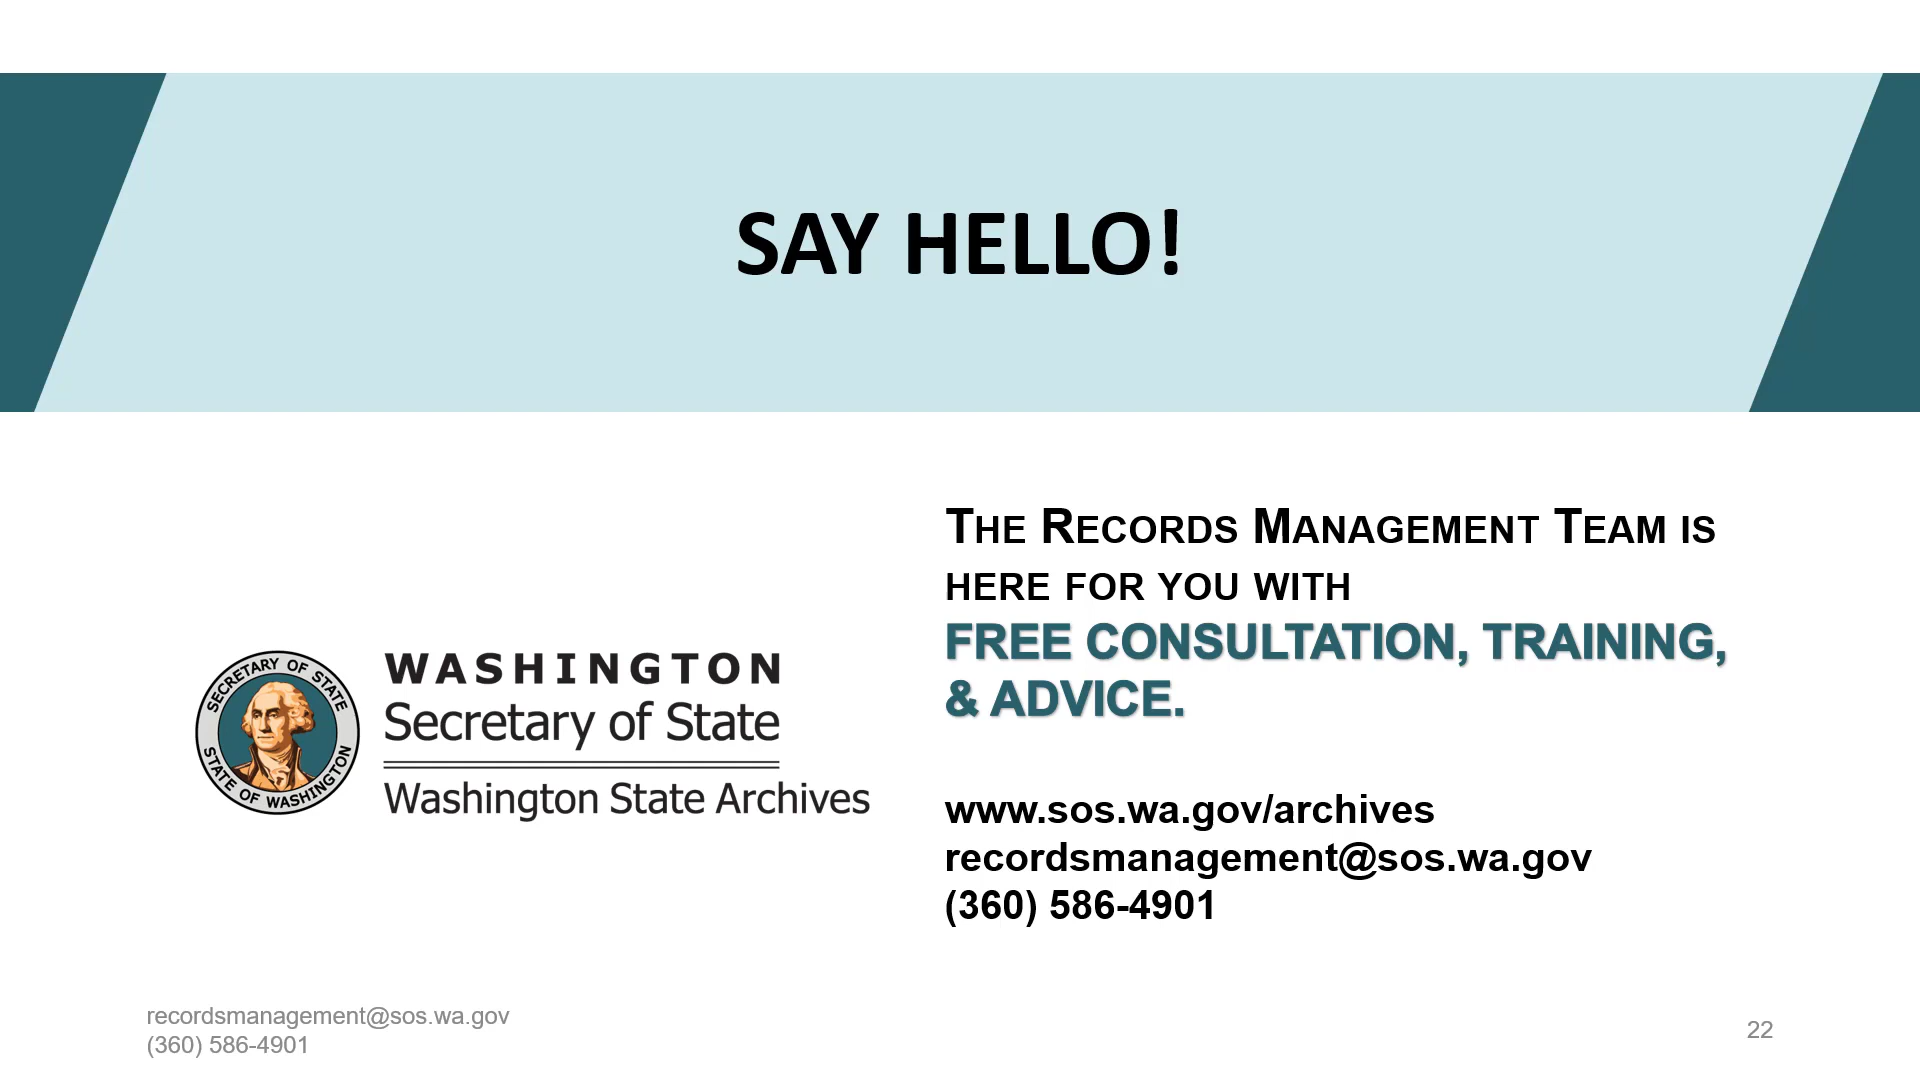 SAY HELLO!
THE RECORDS MANAGEMENT TEAM IS
HERE FOR YOU WITH
FREE CONSULTATION, TRAINING,
& ADVICE.
SECRETARY OF STATE
STATE OF WASHINGTON
WASHINGTON
Secretary of State
Washington State Archives
www.sos.wa.gov/archives
recordsmanagement@sos.wa.gov
(360) 586-4901
recordsmanagement@sos.wa.gov
(360) 586-4901
22